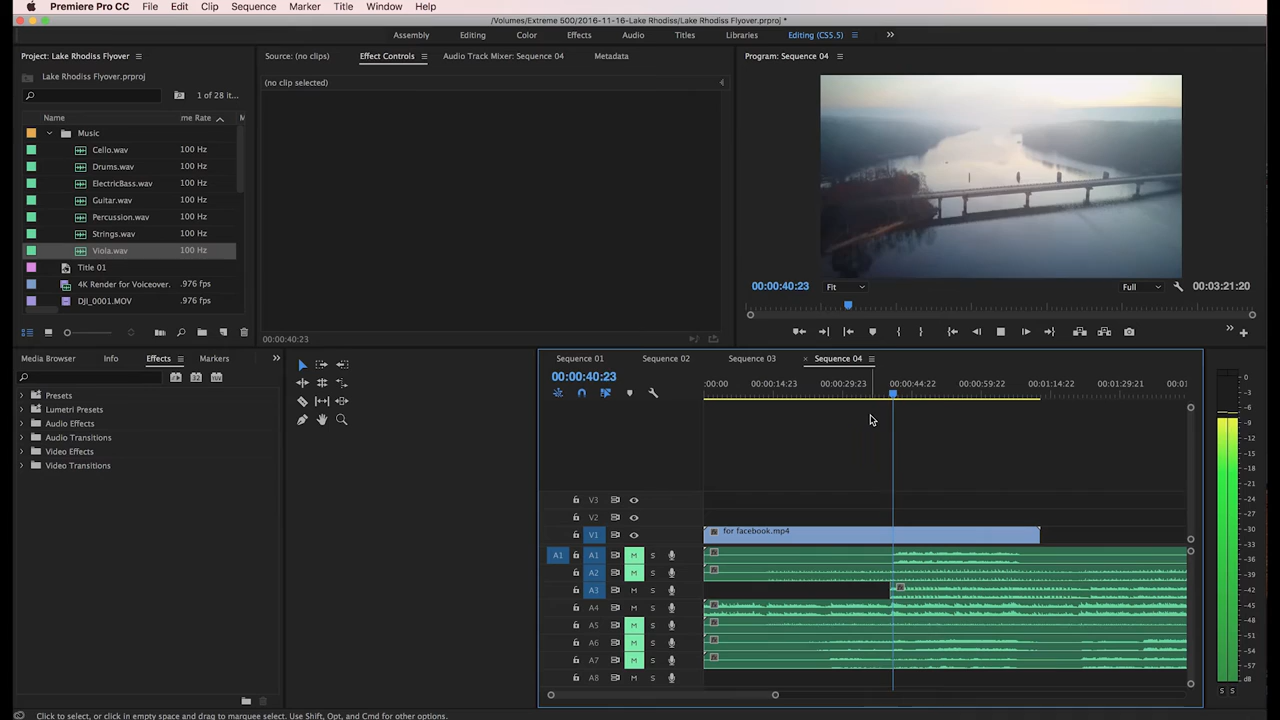 Premiere Pro CC File Edit Clip Sequence Marker Title Window Help
/Volumes/Extreme 500/2016-11-16-Lake Rhodiss/Lake Rhodiss Flyover.prproj *
Assembly Editing Color Effects Audio Titles Libraries Editing (CS5.5)
Project: Lake Rhodiss Flyover Source: (no clips) Effect Controls Audio Track Mixer: Sequence 04 Metadata Program: Sequence 04
Lake Rhodiss Flyover.prproj
(no clip selected)
1 of 28 it...
Name me Rate M
Music
Cello.wav 100 Hz
Drums.wav 100 Hz
ElectricBass.wav 100 Hz
Guitar.wav 100 Hz
Percussion.wav 100 Hz
Strings.wav 100 Hz
Viola.wav 100 Hz
Title 01
4K Render for Voiceover. .976 fps
DJI_0001.MOV .976 fps
00:00:40:23 Fit Full 00:03:21:20
00:00:40:23
Media Browser Info Effects Markers
Presets
Lumetri Presets
Audio Effects
Audio Transitions
Video Effects
Video Transitions
Sequence 01 Sequence 02 Sequence 03 × Sequence 04
00:00:40:23
:00:00 00:00:14:23 00:00:29:23 00:00:44:22 00:00:59:22 00:01:14:22 00:01:29:21 00:01
V3
V2
V1 for facebook.mp4
A1 A1 M S
A2 M S
A3 M S
A4 M S
A5 M S
A6 M S
A7 M S
A8 M S
0
-3
-6
-9
-12
-15
-18
-21
-24
-27
-30
-33
-36
-39
-42
-45
-48
-51
-54
-57
dB
S S
Click to select, or click in empty space and drag to marquee select. Use Shift, Opt, and Cmd for other options.